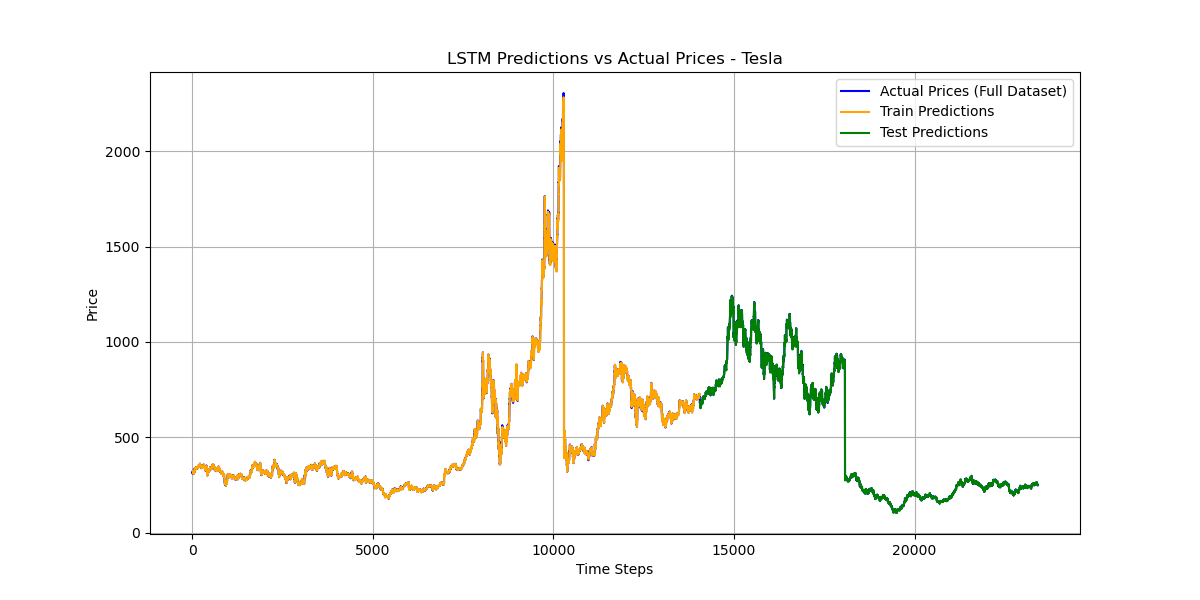 LSTM Predictions vs Actual Prices - Tesla
Actual Prices (Full Dataset)
Train Predictions
Test Predictions
Price
2000
1500
1000
500
0
0 5000 10000 15000 20000
Time Steps